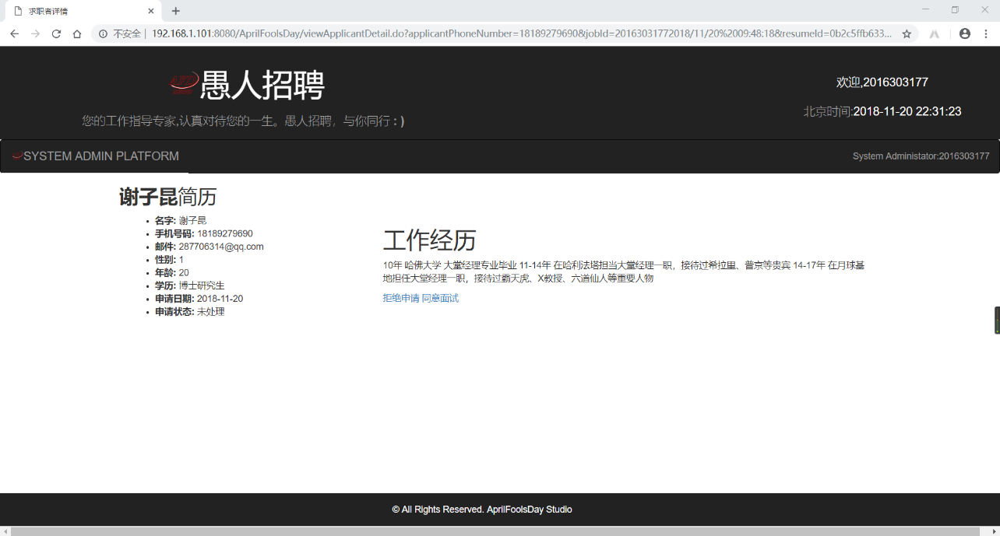 求职者详情
不安全 | 192.168.1.101:8080/AprilFoolsDay/viewApplicantDetail.do?applicantPhoneNumber=18189279690&jobId=20163031772018/11/20%2009:48:18&resumeId=0b2c5ffb633...
愚人招聘
欢迎,2016303177
您的工作指导专家,认真对待您的一生。愚人招聘，与你同行 : )
北京时间:2018-11-20 22:31:23
SYSTEM ADMIN PLATFORM
System Administator:2016303177
谢子昆简历
名字: 谢子昆
手机号码: 18189279690
邮件: 287706314@qq.com
性别: 1
年龄: 20
学历: 博士研究生
申请日期: 2018-11-20
申请状态: 未处理
工作经历
10年 哈佛大学 大堂经理专业毕业 11-14年 在哈利法塔担当大堂经理一职，接待过希拉里、普京等贵宾 14-17年 在月球基
地担任大堂经理一职，接待过霸天虎、X教授、六道仙人等重要人物
拒绝申请 同意面试
© All Rights Reserved. AprilFoolsDay Studio